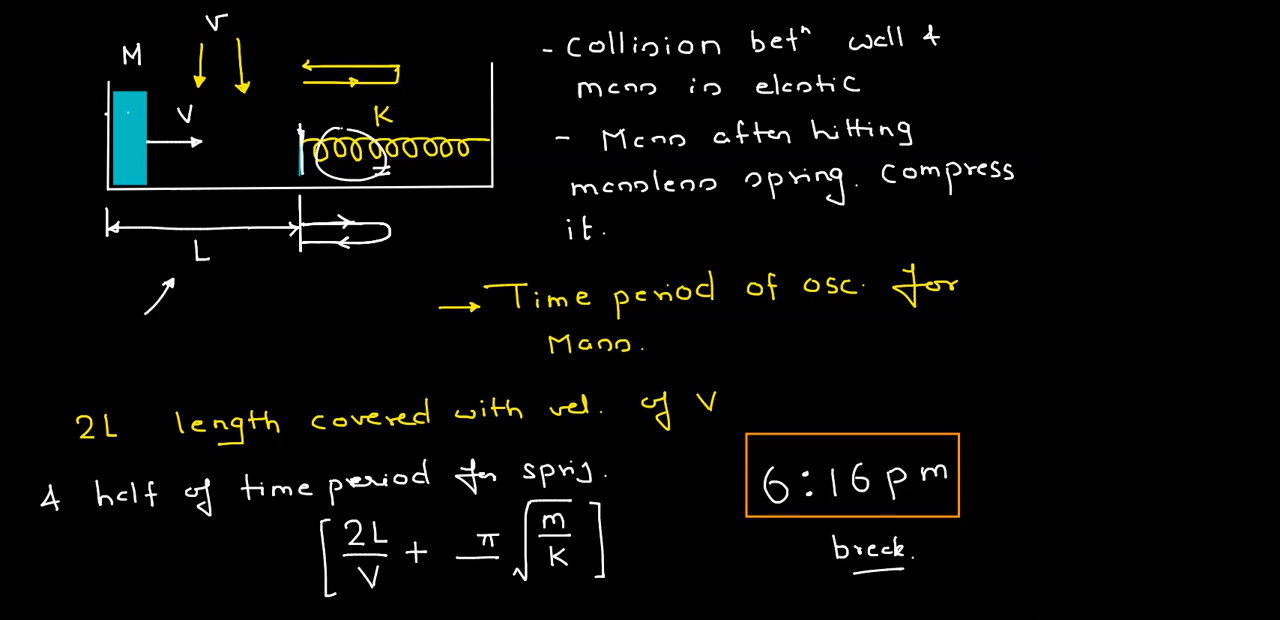 V
M
V
K
L
- Collision betⁿ wall &
mass is elastic
- Mass after hitting
massless spring. compress
it.
→ Time period of osc. for
Mass.
2L length covered with vel. of V
& half of time period for sprig.
[2L/V + π √(m/K)]
6:16 pm
break.